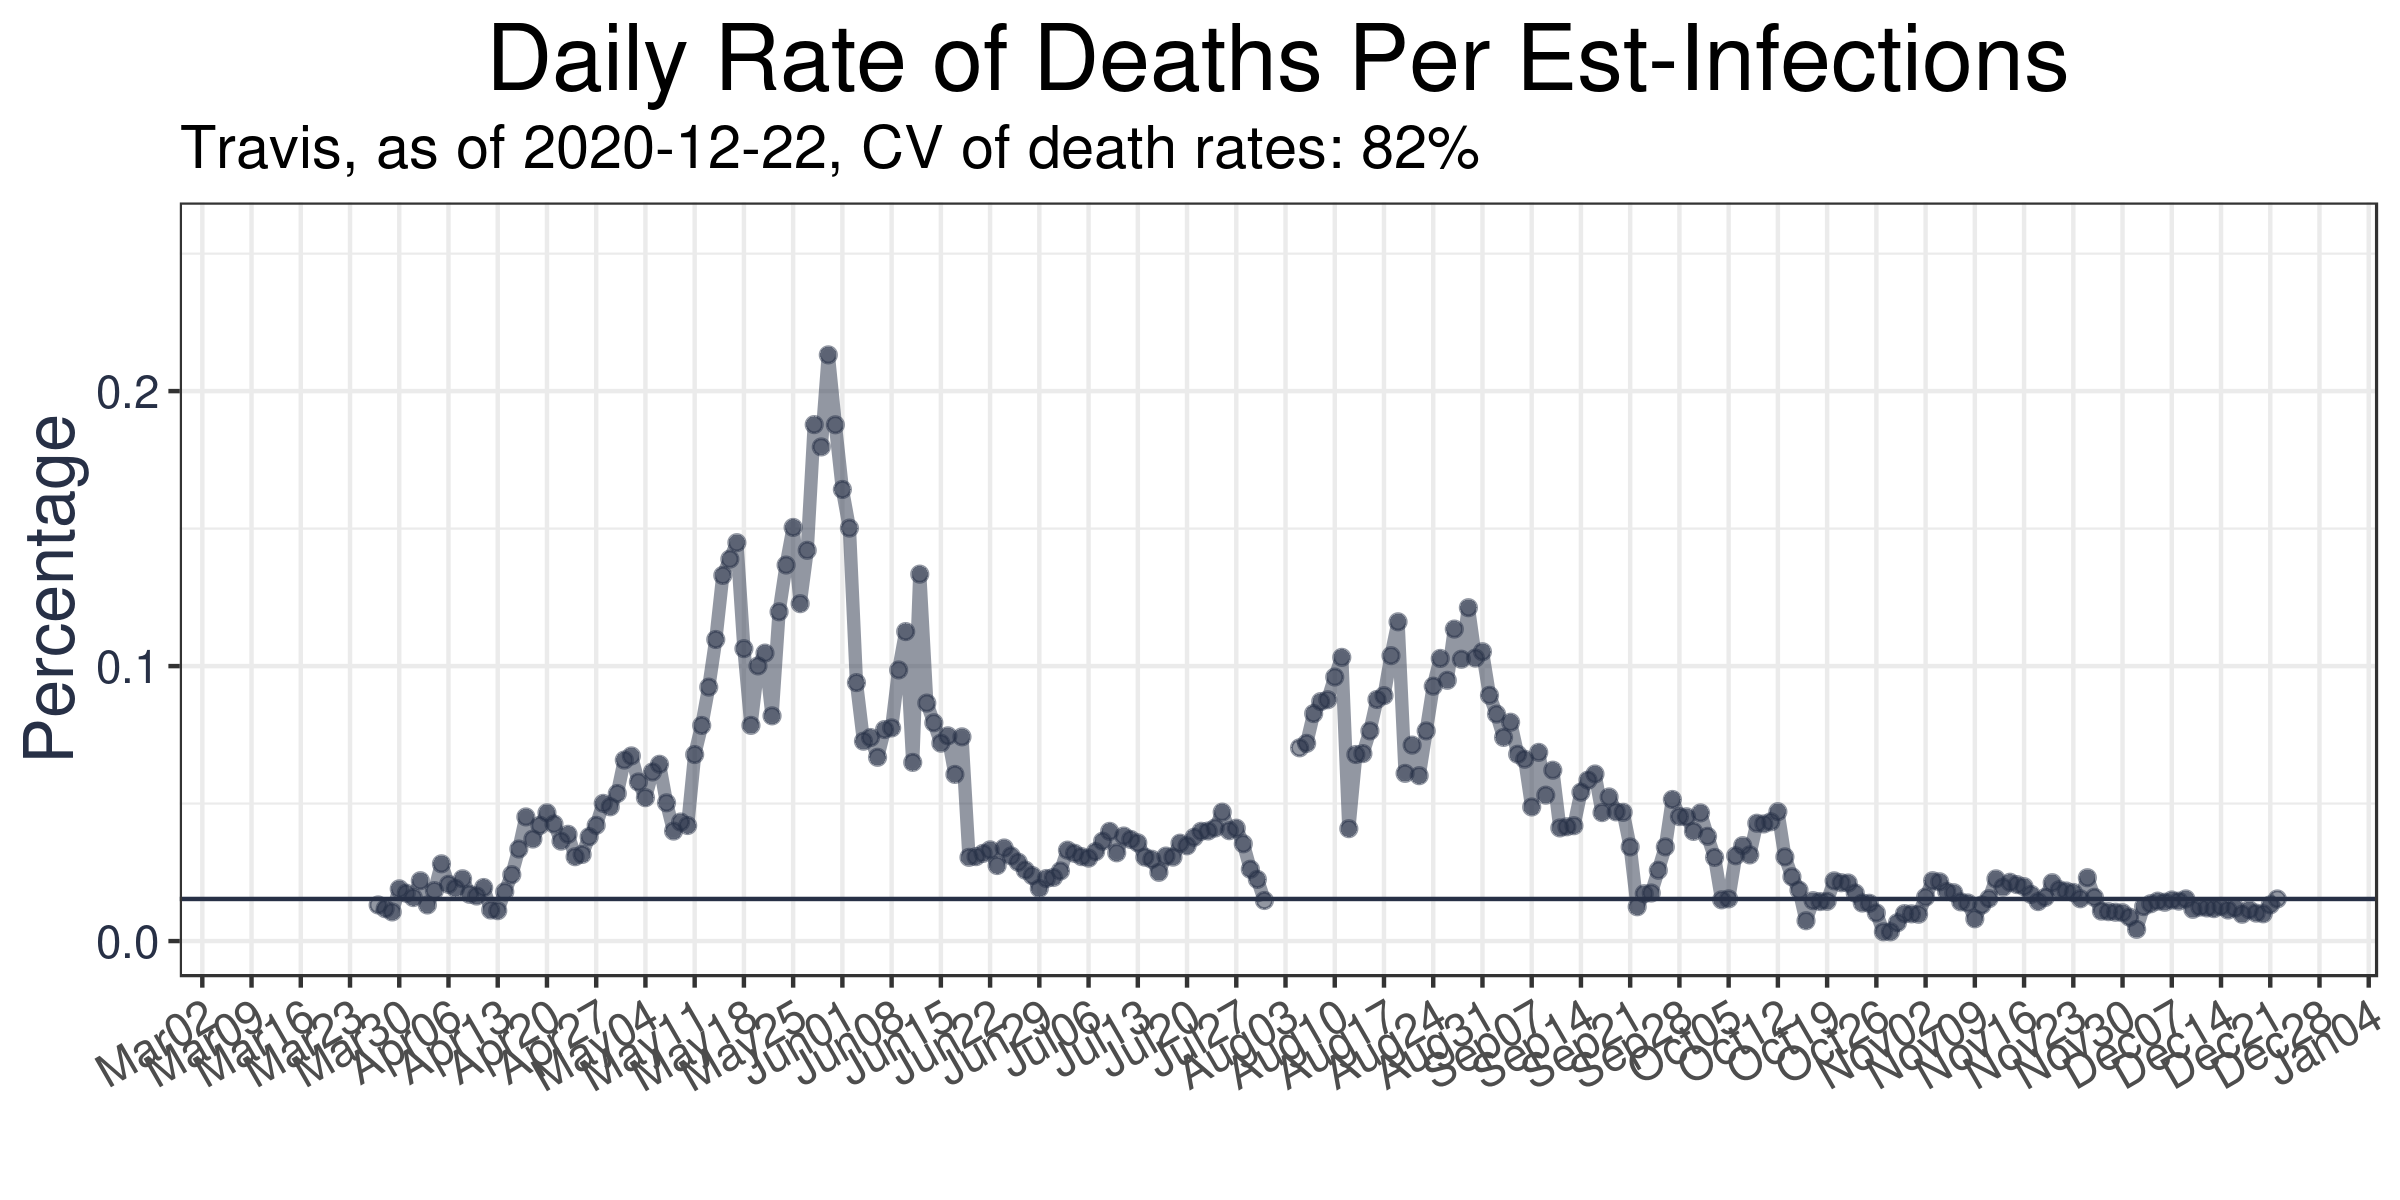 Daily Rate of Deaths Per Est-Infections
Travis, as of 2020-12-22, CV of death rates: 82%
Percentage
0.2
0.1
0.0
Mar02
Mar09
Mar16
Mar23
Mar30
Apr06
Apr13
Apr20
Apr27
May04
May11
May18
May25
Jun01
Jun08
Jun15
Jun22
Jun29
Jul06
Jul13
Jul20
Jul27
Aug03
Aug10
Aug17
Aug24
Aug31
Sep07
Sep14
Sep21
Sep28
Oct05
Oct12
Oct19
Oct26
Nov02
Nov09
Nov16
Nov23
Nov30
Dec07
Dec14
Dec21
Dec28
Jan04